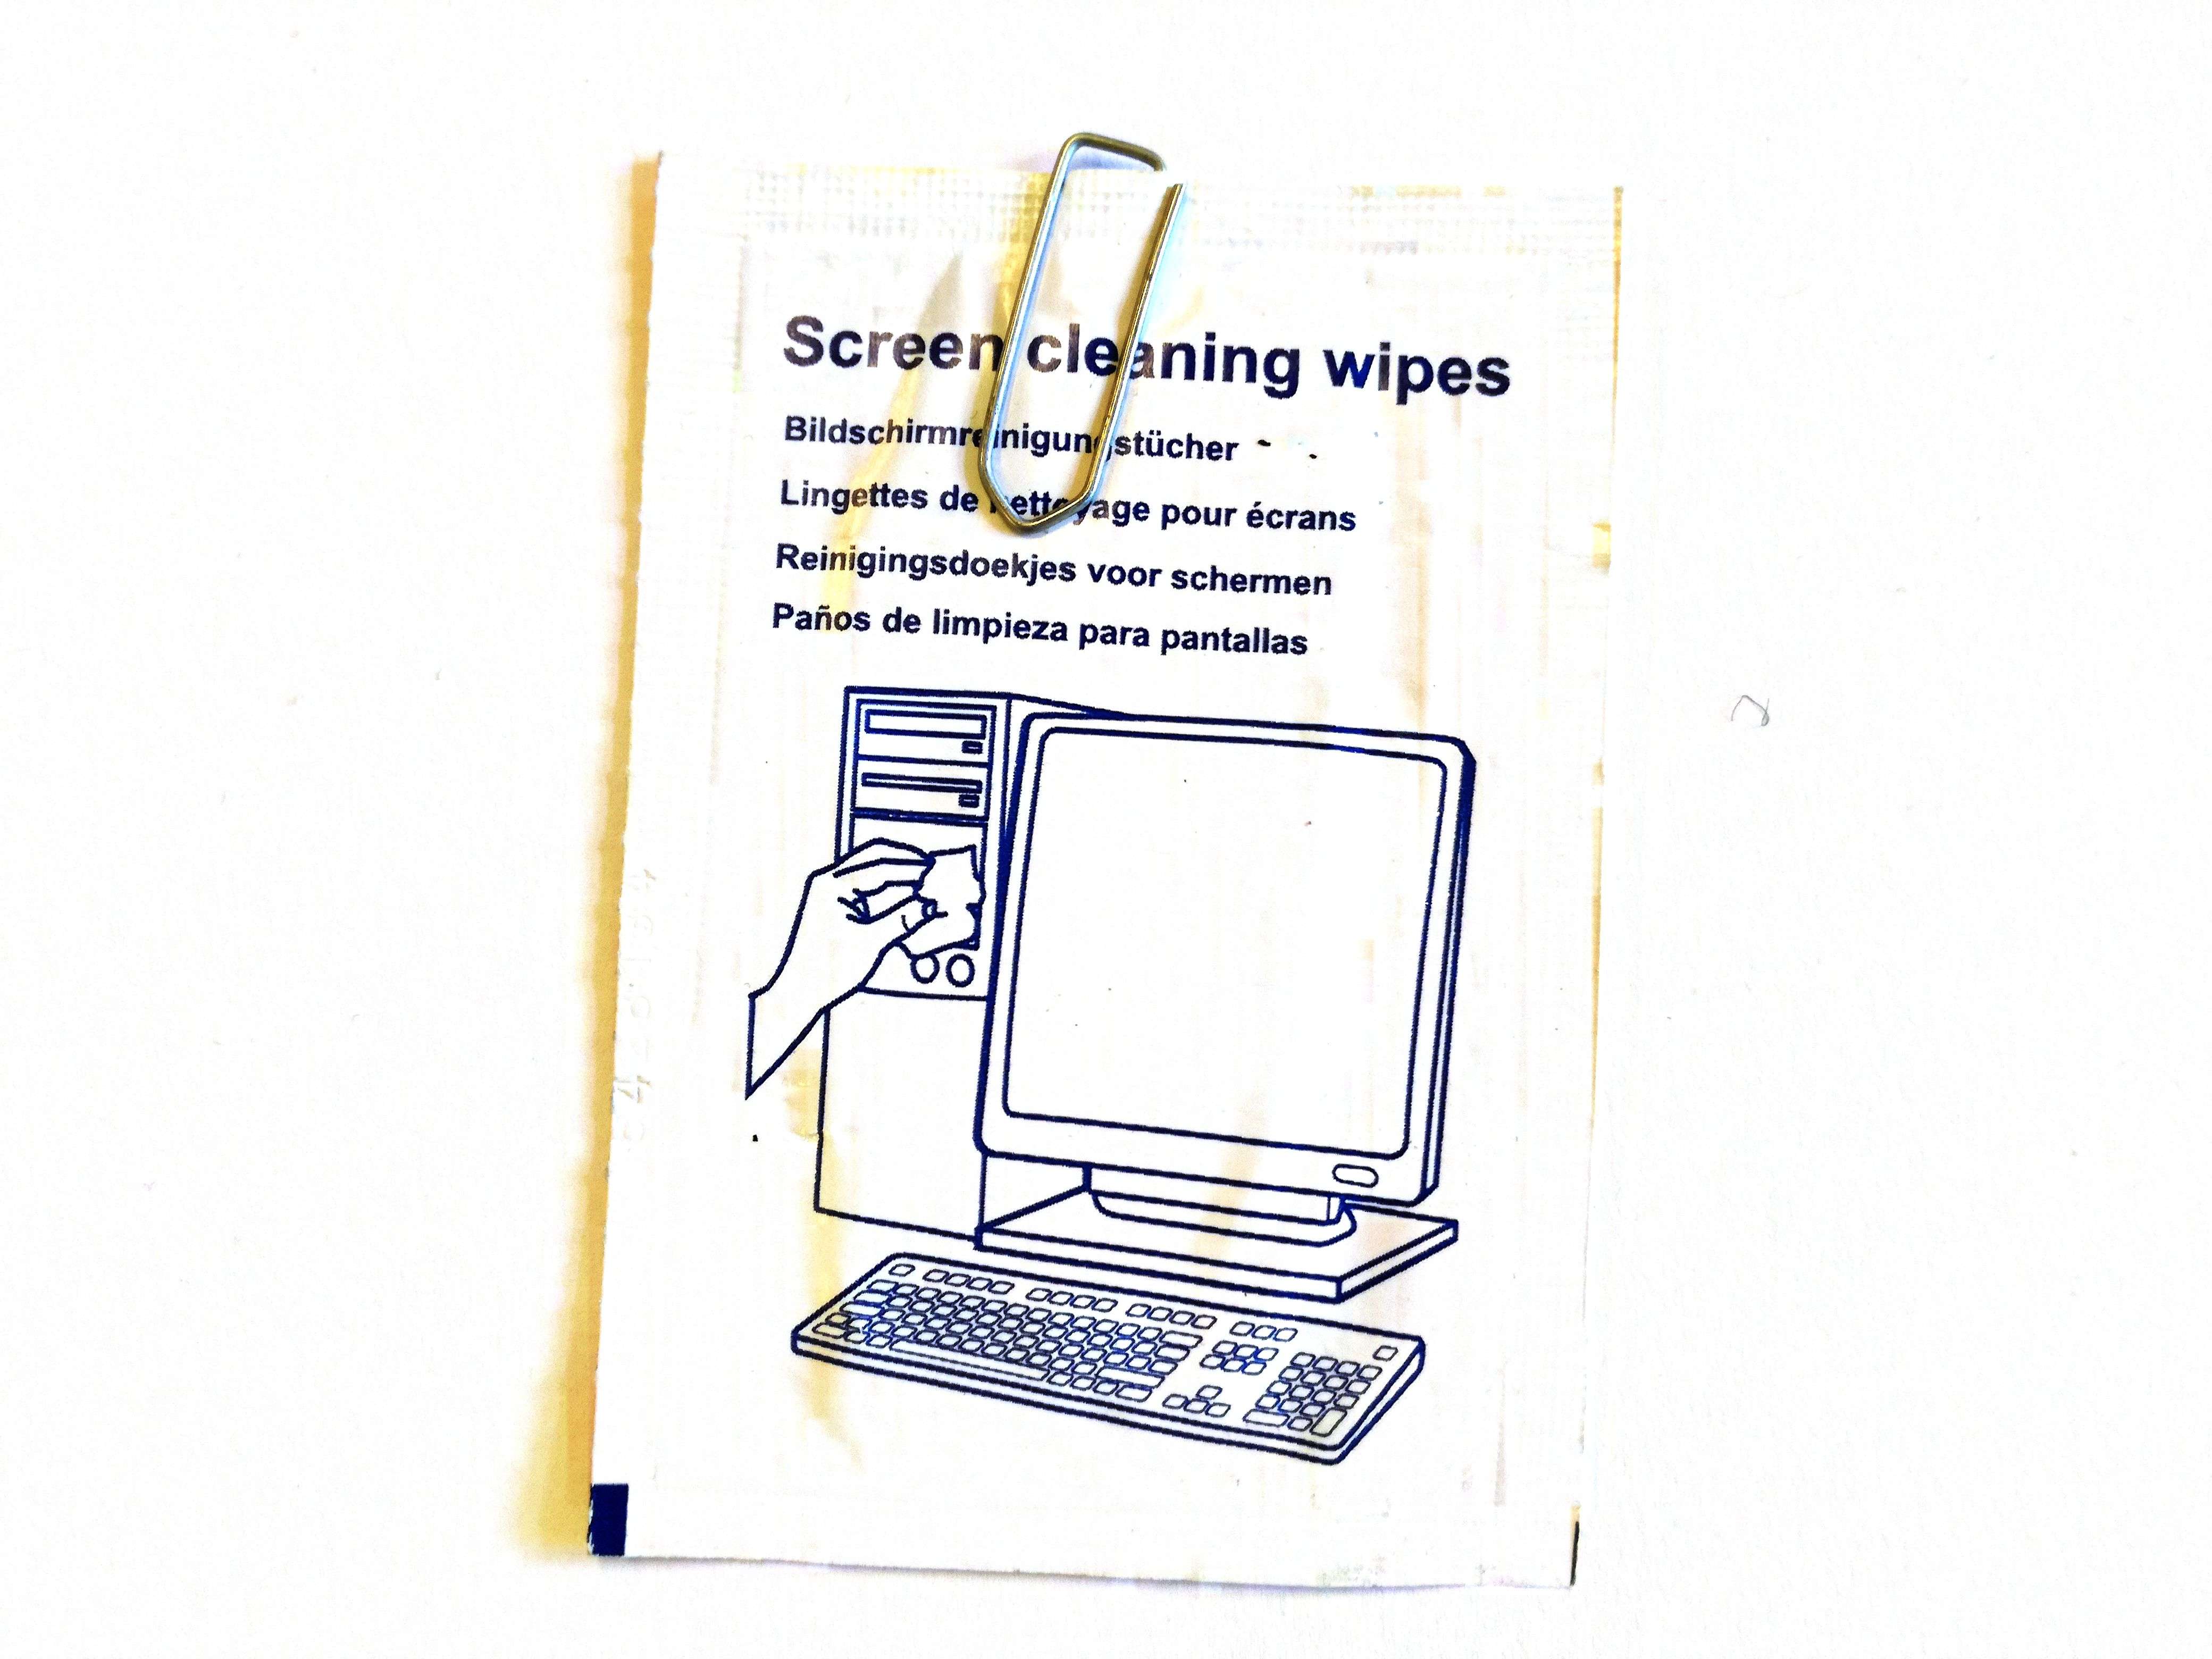 Screen cleaning wipes
Bildschirmreinigungstücher
Lingettes de nettoyage pour écrans
Reinigingsdoekjes voor schermen
Paños de limpieza para pantallas